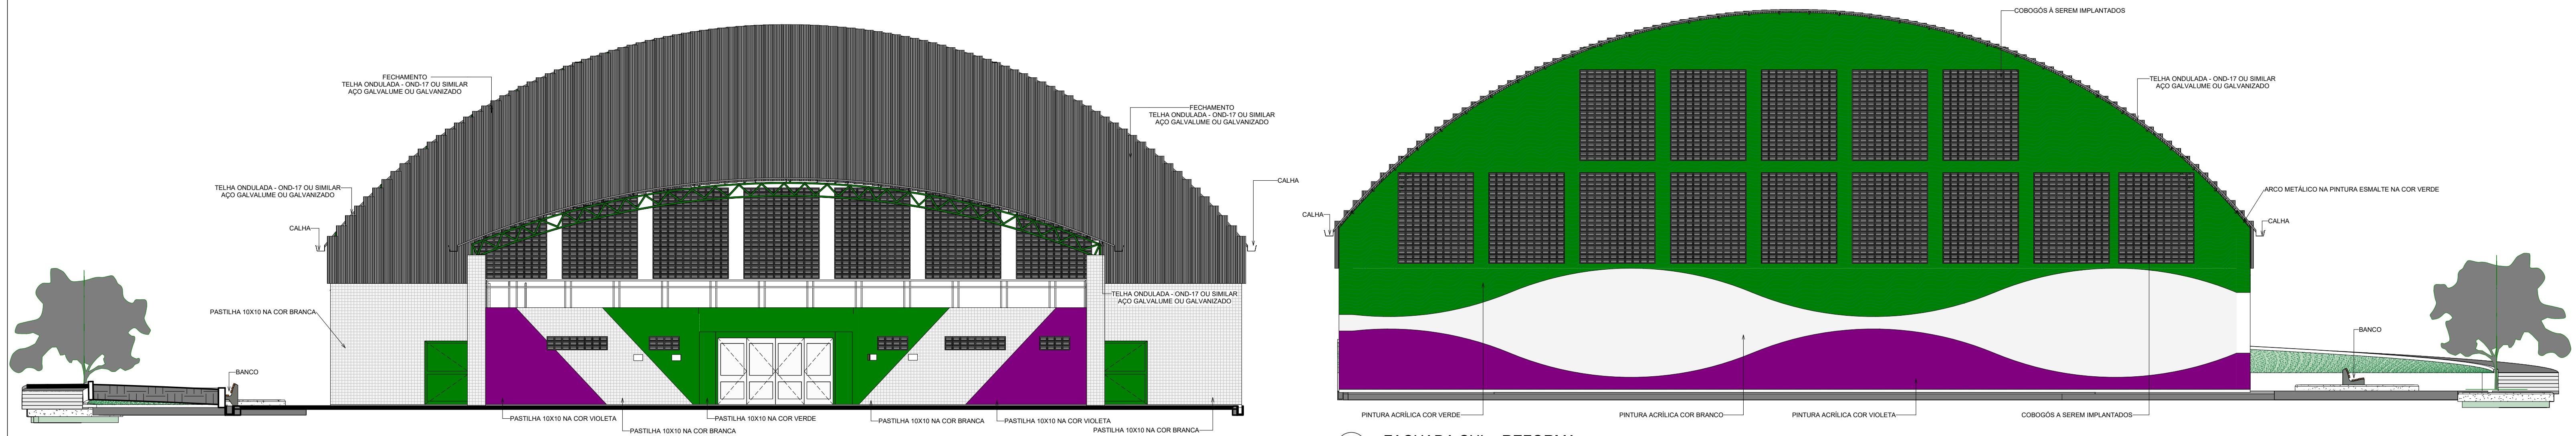 FECHAMENTO
TELHA ONDULADA - OND-17 OU SIMILAR
AÇO GALVALUME OU GALVANIZADO
FECHAMENTO
TELHA ONDULADA - OND-17 OU SIMILAR
AÇO GALVALUME OU GALVANIZADO
TELHA ONDULADA - OND-17 OU SIMILAR
AÇO GALVALUME OU GALVANIZADO
CALHA
CALHA
TELHA ONDULADA - OND-17 OU SIMILAR
AÇO GALVALUME OU GALVANIZADO
PASTILHA 10X10 NA COR BRANCA
BANCO
PASTILHA 10X10 NA COR VIOLETA
PASTILHA 10X10 NA COR BRANCA
PASTILHA 10X10 NA COR VERDE
PASTILHA 10X10 NA COR BRANCA
PASTILHA 10X10 NA COR VIOLETA
PASTILHA 10X10 NA COR BRANCA
COBOGÓS À SEREM IMPLANTADOS
TELHA ONDULADA - OND-17 OU SIMILAR
AÇO GALVALUME OU GALVANIZADO
ARCO METÁLICO NA PINTURA ESMALTE NA COR VERDE
CALHA
CALHA
BANCO
PINTURA ACRÍLICA COR VERDE
PINTURA ACRÍLICA COR BRANCO
PINTURA ACRÍLICA COR VIOLETA
COBOGÓS A SEREM IMPLANTADOS